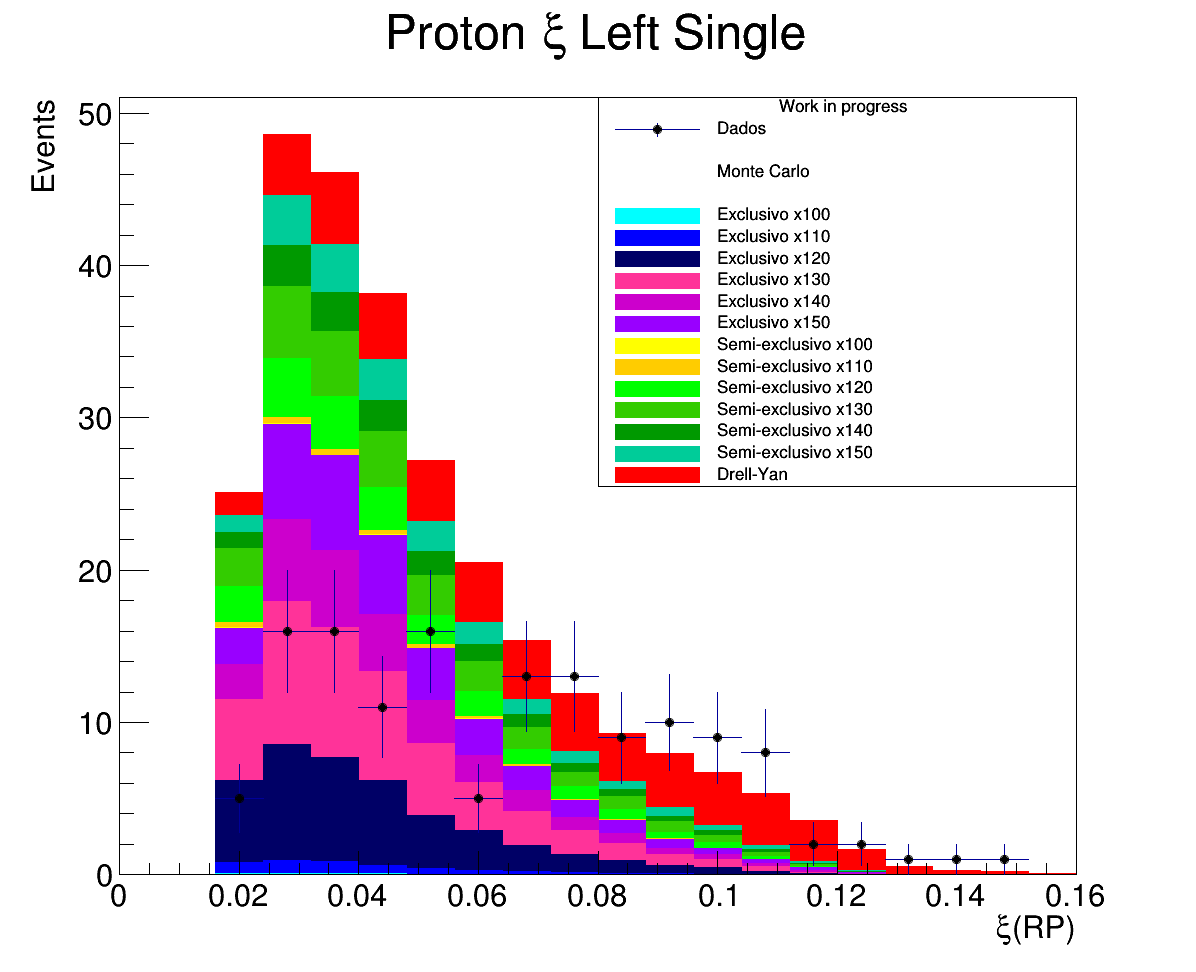 Proton ξ Left Single
Events
50
40
30
20
10
0
Work in progress
Dados
Monte Carlo
Exclusivo x100
Exclusivo x110
Exclusivo x120
Exclusivo x130
Exclusivo x140
Exclusivo x150
Semi-exclusivo x100
Semi-exclusivo x110
Semi-exclusivo x120
Semi-exclusivo x130
Semi-exclusivo x140
Semi-exclusivo x150
Drell-Yan
0 0.02 0.04 0.06 0.08 0.1 0.12 0.14 0.16
ξ(RP)